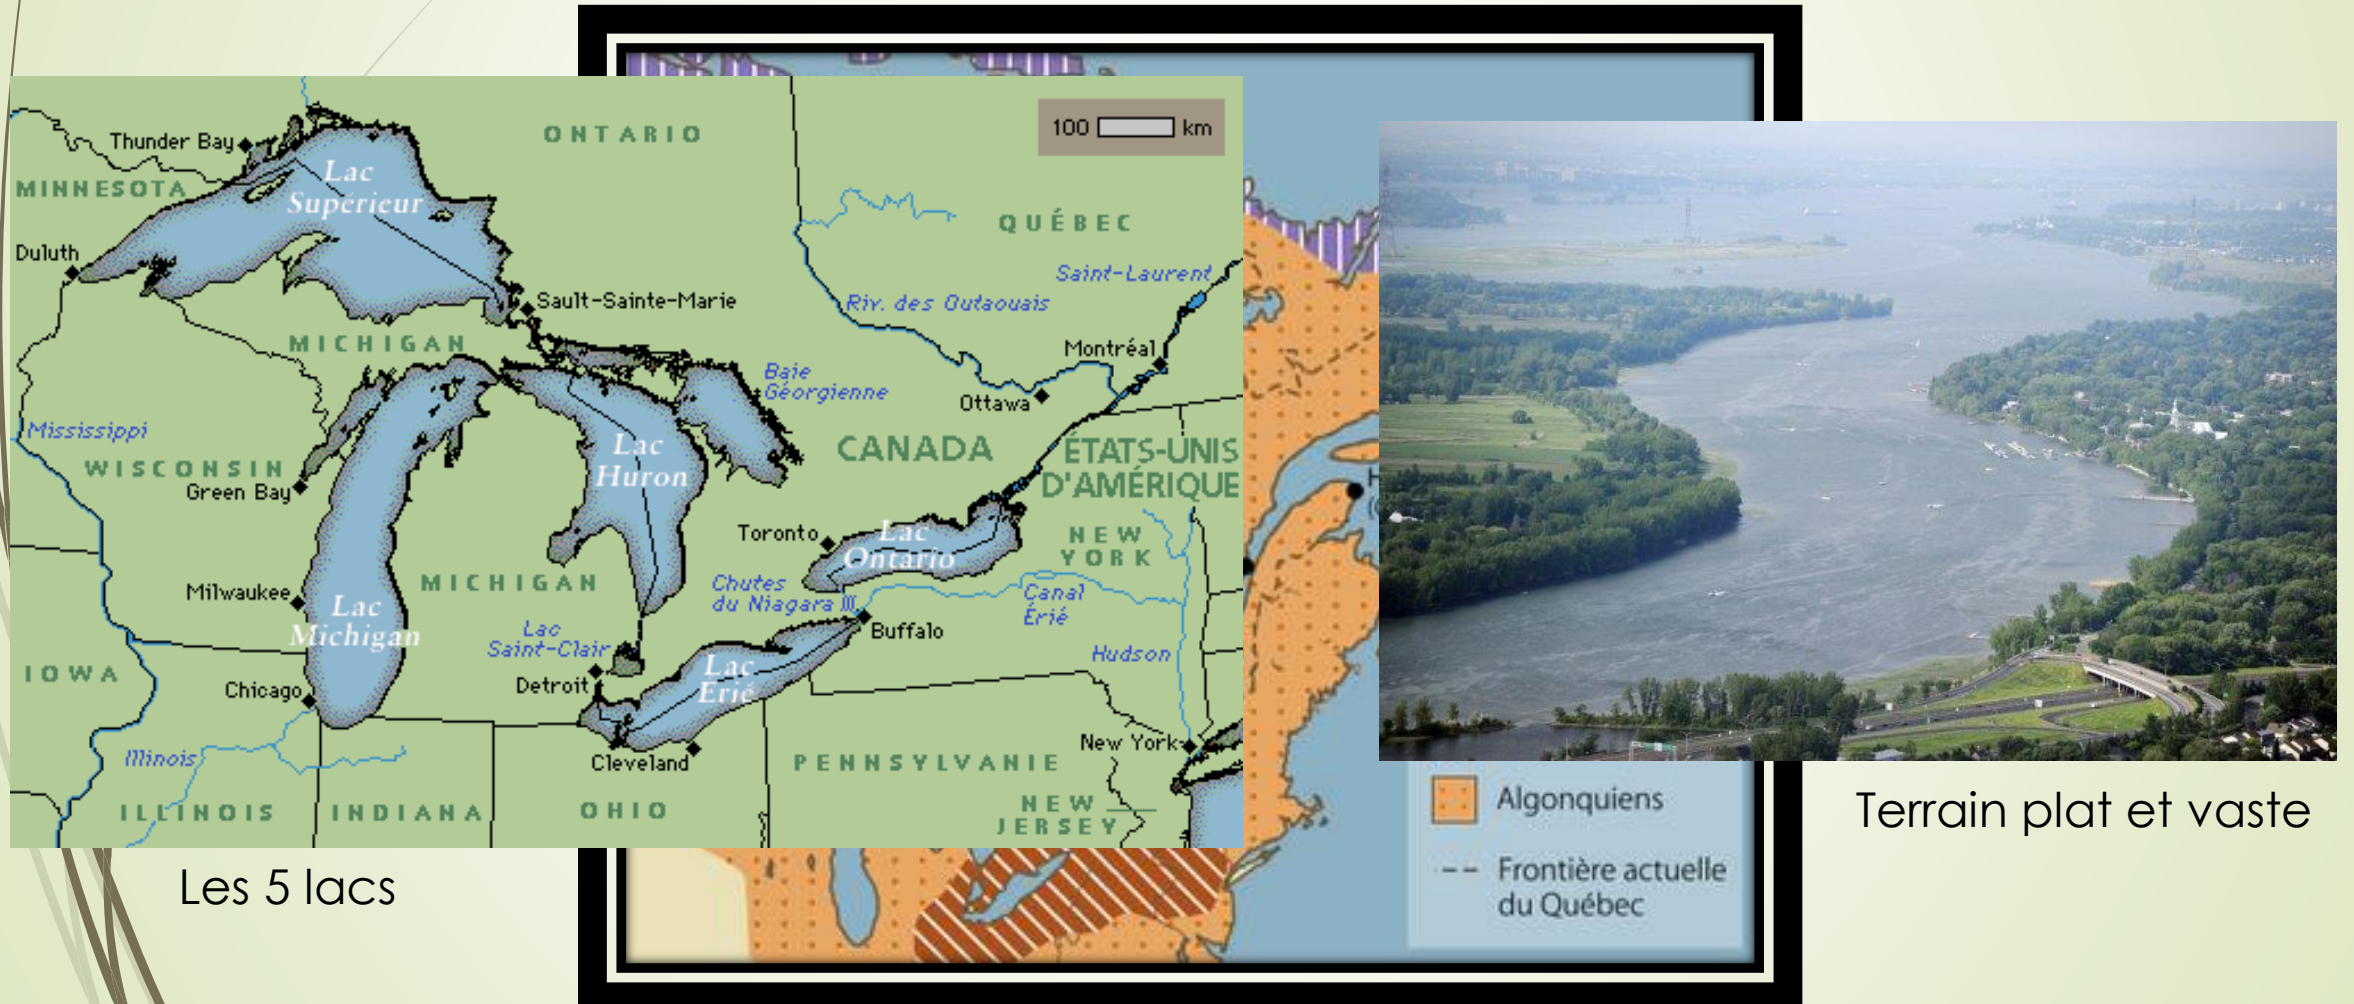 100 km
ONTARIO
Thunder Bay
Lac
Supérieur
MINNESOTA
QUÉBEC
Duluth
Saint-Laurent
Sault-Sainte-Marie
Riv. des Outaouais
MICHIGAN
Montréal
Baie
Géorgienne
Ottawa
Mississippi
Lac
Huron
CANADA
ÉTATS-UNIS
D'AMÉRIQUE
WISCONSIN
Green Bay
Toronto
Lac
Ontario
NEW
YORK
MICHIGAN
Chutes
du Niagara
Milwaukee
Canal
Érié
Lac
Michigan
Lac
Saint-Clair
Buffalo
Hudson
IOWA
Lac
Érié
Detroit
Chicago
New York
Illinois
Cleveland
PENNSYLVANIE
ILLINOIS
INDIANA
OHIO
NEW
JERSEY
Algonquiens
Frontière actuelle
du Québec
Terrain plat et vaste
Les 5 lacs